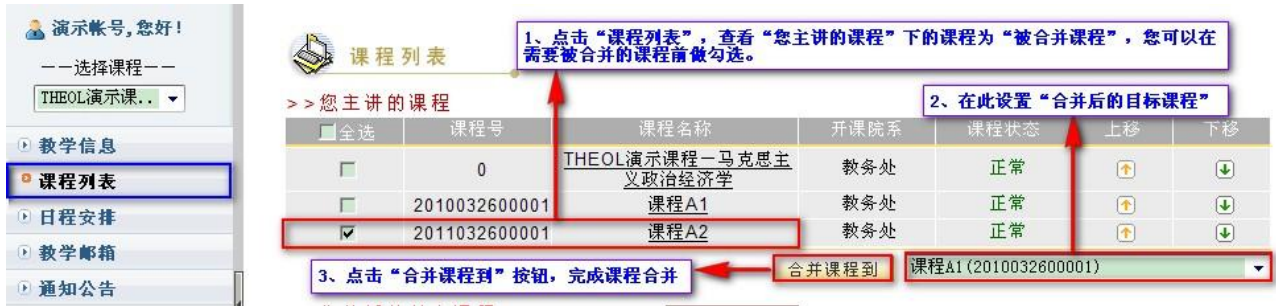 演示帐号,您好!
——选择课程——
THEOL演示课..
教学信息
课程列表
日程安排
教学邮箱
通知公告
课程列表
1、点击“课程列表”，查看“您主讲的课程”下的课程为“被合并课程”，您可以在
需要被合并的课程前做勾选。
>>您主讲的课程
2、在此设置“合并后的目标课程”
全选 课程号 课程名称 开课院系 课程状态 上移 下移
0 THEOL演示课程－马克思主 教务处 正常
义政治经济学
2010032600001 课程A1 教务处 正常
2011032600001 课程A2 教务处 正常
3、点击“合并课程到”按钮，完成课程合并
合并课程到 课程A1(2010032600001)